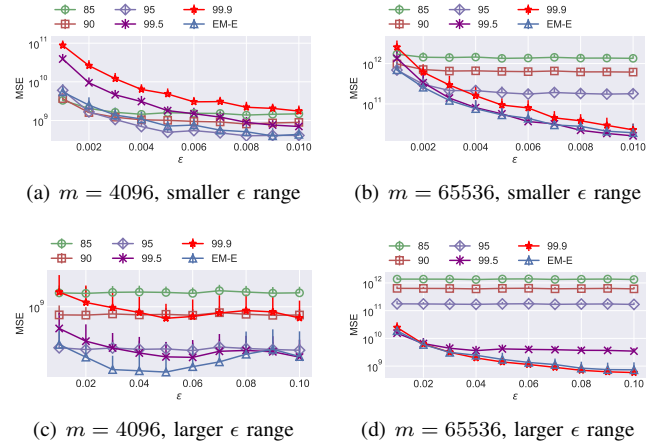 85 95 99.9
90 99.5 EM-E
10^11
10^10
10^9
MSE
0.002 0.004 0.006 0.008 0.010
ε
(a) m = 4096, smaller ϵ range
85 95 99.9
90 99.5 EM-E
10^12
10^11
MSE
0.002 0.004 0.006 0.008 0.010
ε
(b) m = 65536, smaller ϵ range
85 95 99.9
90 99.5 EM-E
10^9
MSE
0.02 0.04 0.06 0.08 0.10
ε
(c) m = 4096, larger ϵ range
85 95 99.9
90 99.5 EM-E
10^12
10^11
10^10
10^9
MSE
0.02 0.04 0.06 0.08 0.10
ε
(d) m = 65536, larger ϵ range